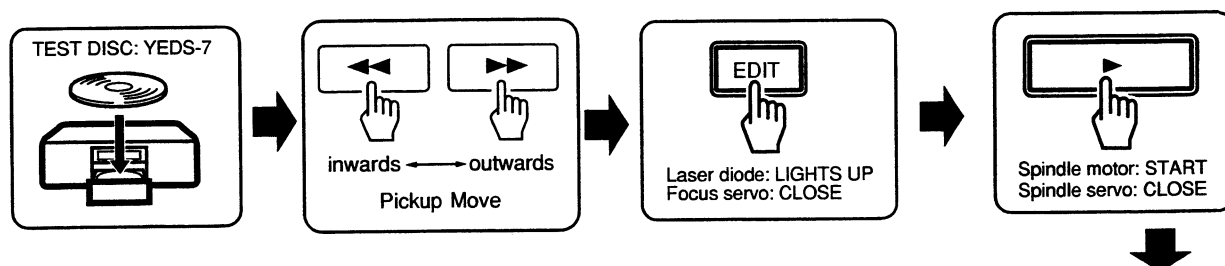 TEST DISC: YEDS-7
inwards outwards
Pickup Move
EDIT
Laser diode: LIGHTS UP
Focus servo: CLOSE
Spindle motor: START
Spindle servo: CLOSE